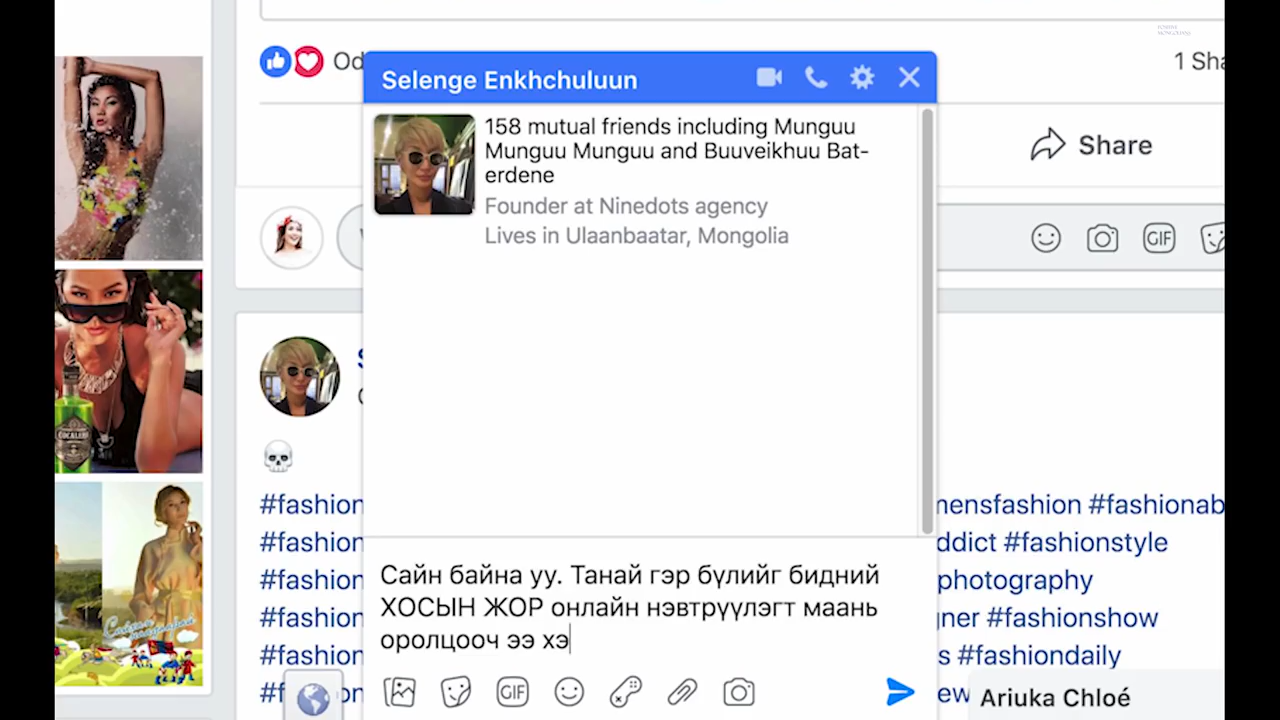 Od
1 Sha
Selenge Enkhchuluun
158 mutual friends including Munguu
Munguu Munguu and Buuveikhuu Bat-
erdene
Founder at Ninedots agency
Lives in Ulaanbaatar, Mongolia
Share
GIF
#fashion
mensfashion #fashionab
#fashion
ddict #fashionstyle
#fashion
photography
#fashion
gner #fashionshow
#fashion
s #fashiondaily
Сайн байна уу. Танай гэр бүлийг бидний
ХОСЫН ЖОР онлайн нэвтрүүлэгт маань
оролцооч ээ хэ
GIF
Ariuka Chloé